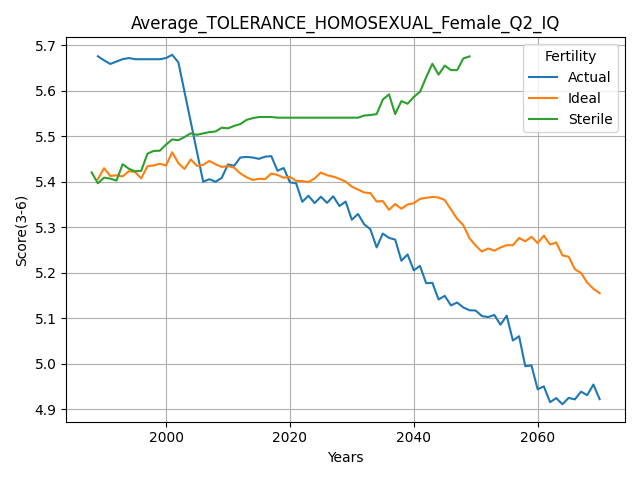 Average_TOLERANCE_HOMOSEXUAL_Female_Q2_IQ
Fertility
Actual
Ideal
Sterile
Score(3-6)
5.7
5.6
5.5
5.4
5.3
5.2
5.1
5.0
4.9
2000
2020
2040
2060
Years